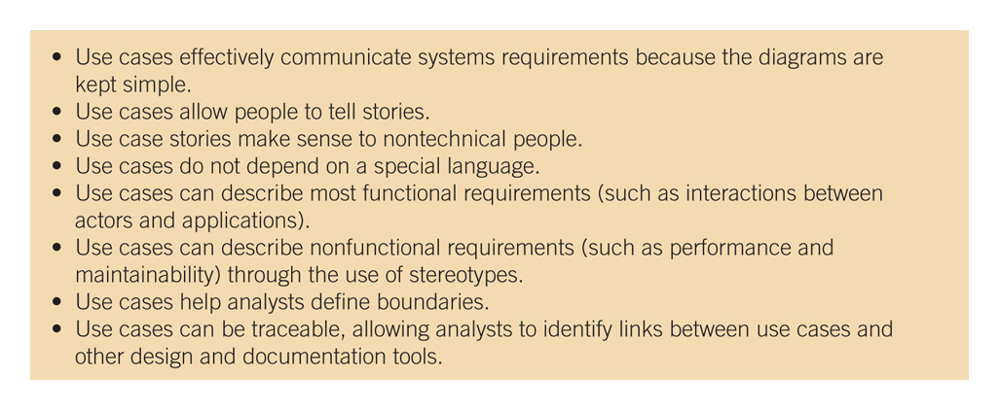 • Use cases effectively communicate systems requirements because the diagrams are
kept simple.
• Use cases allow people to tell stories.
• Use case stories make sense to nontechnical people.
• Use cases do not depend on a special language.
• Use cases can describe most functional requirements (such as interactions between
actors and applications).
• Use cases can describe nonfunctional requirements (such as performance and
maintainability) through the use of stereotypes.
• Use cases help analysts define boundaries.
• Use cases can be traceable, allowing analysts to identify links between use cases and
other design and documentation tools.